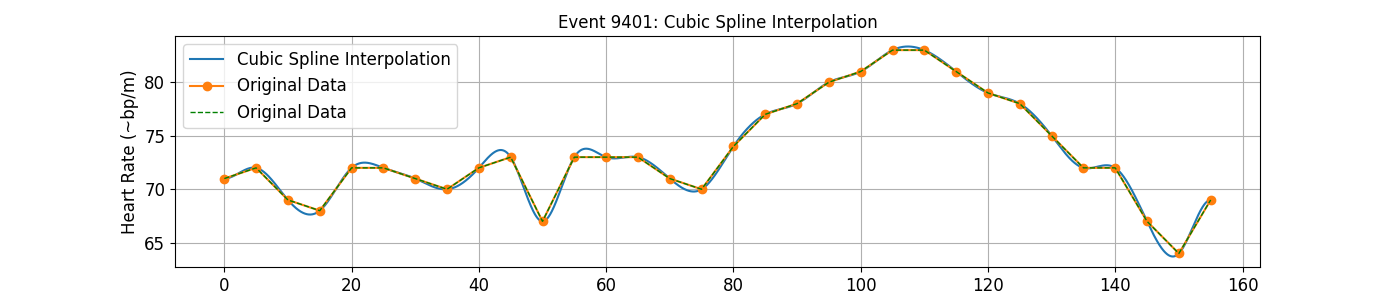 Event 9401: Cubic Spline Interpolation
Cubic Spline Interpolation
Original Data
Original Data
Heart Rate (~bp/m)
80
75
70
65
0 20 40 60 80 100 120 140 160